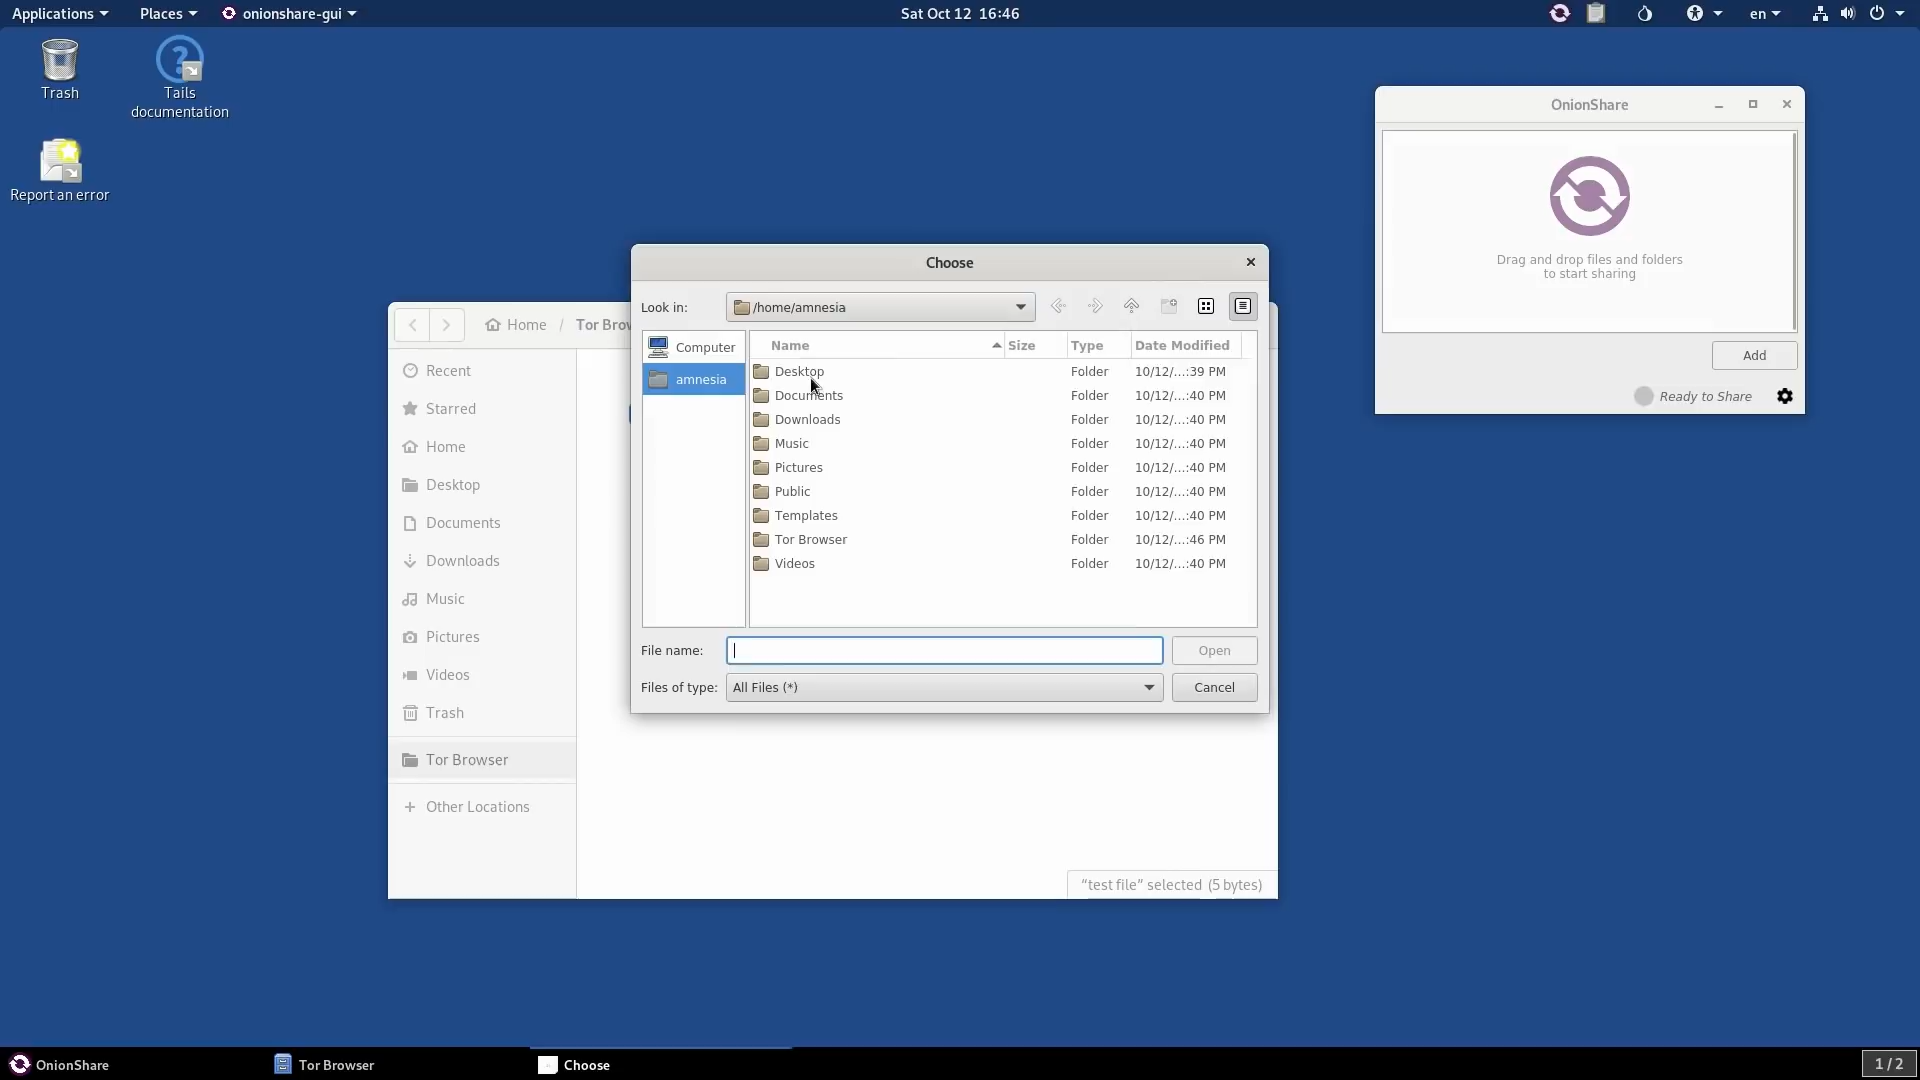 Applications Places onionshare-gui Sat Oct 12 16:46 en
Trash
Tails
documentation
Report an error
OnionShare
Drag and drop files and folders
to start sharing
Add
Ready to Share
Choose
Look in: /home/amnesia
Computer
amnesia
Name Size Type Date Modified
Desktop Folder 10/12/...:39 PM
Documents Folder 10/12/...:40 PM
Downloads Folder 10/12/...:40 PM
Music Folder 10/12/...:40 PM
Pictures Folder 10/12/...:40 PM
Public Folder 10/12/...:40 PM
Templates Folder 10/12/...:40 PM
Tor Browser Folder 10/12/...:46 PM
Videos Folder 10/12/...:40 PM
File name: Open
Files of type: All Files (*) Cancel
Home / Tor Brow
Recent
Starred
Home
Desktop
Documents
Downloads
Music
Pictures
Videos
Trash
Tor Browser
+ Other Locations
“test file” selected (5 bytes)
OnionShare Tor Browser Choose 1 / 2